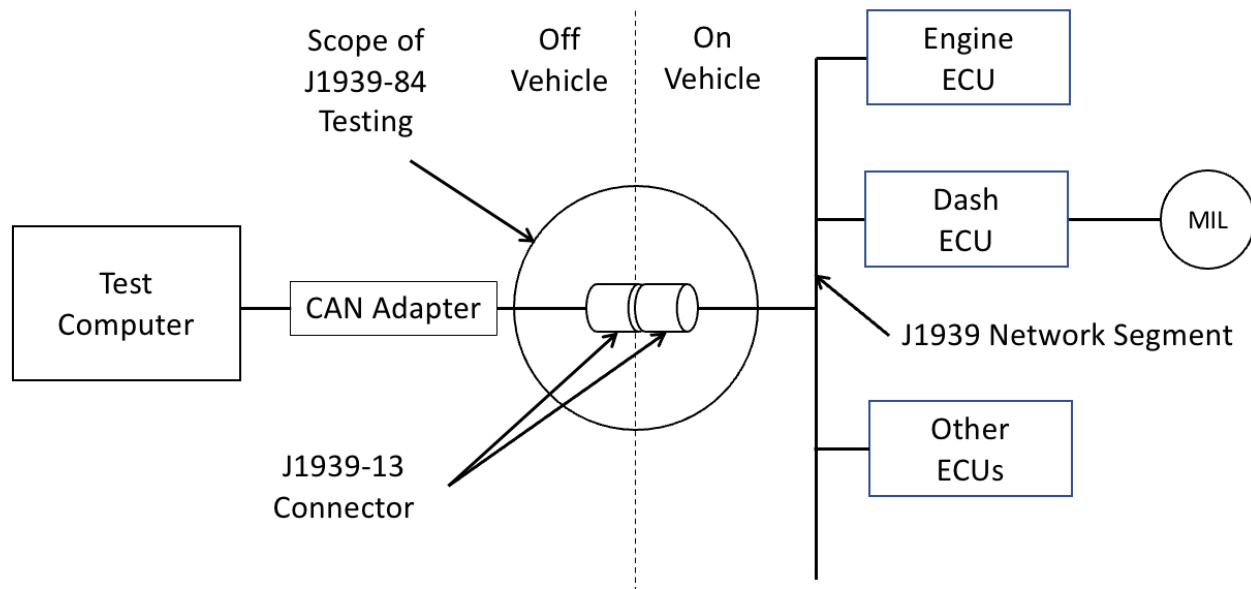 Scope of
J1939-84
Testing
Off
Vehicle
On
Vehicle
Engine
ECU
Dash
ECU
MIL
Test
Computer
CAN Adapter
J1939 Network Segment
J1939-13
Connector
Other
ECUs